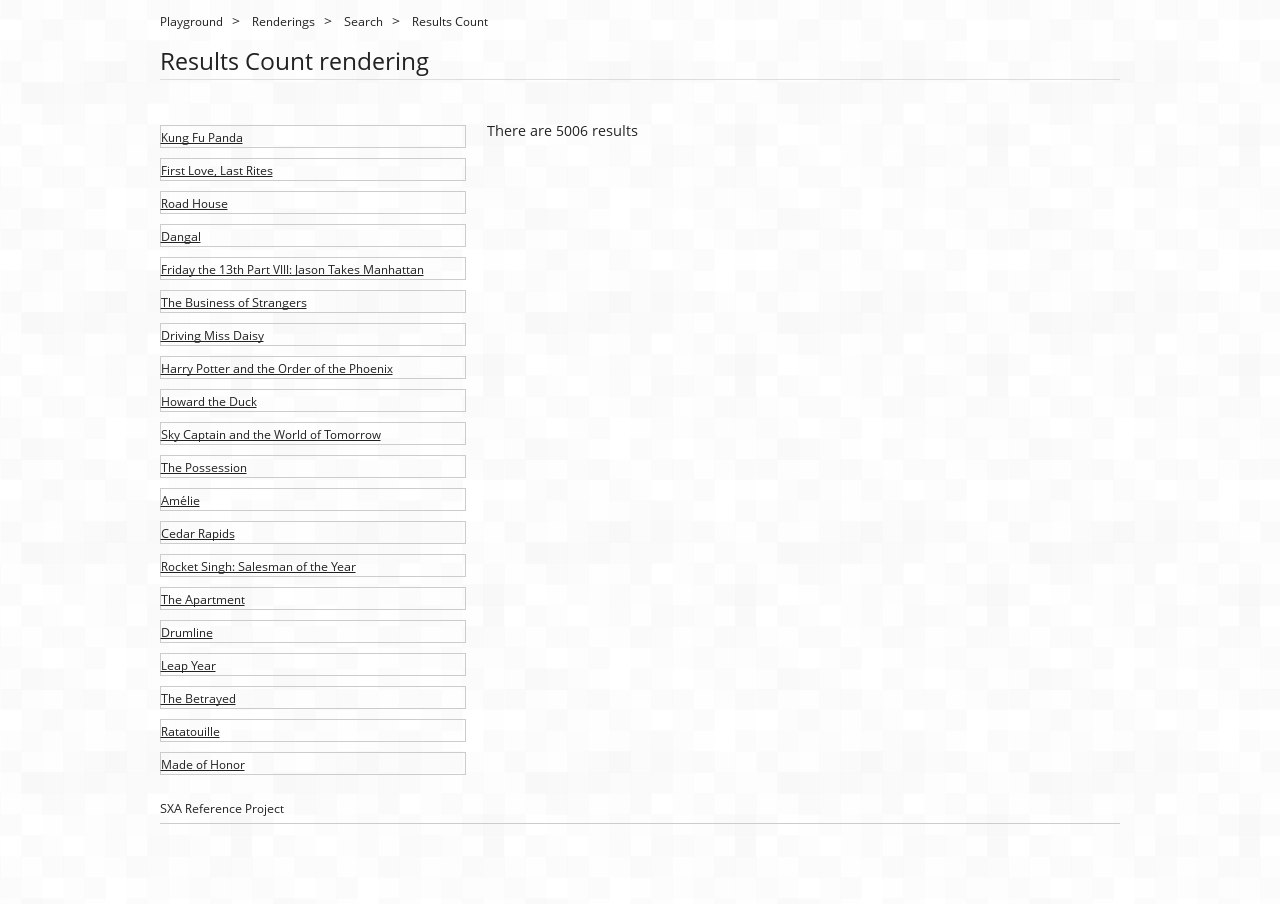 Playground > Renderings > Search > Results Count
Results Count rendering
Kung Fu Panda
First Love, Last Rites
Road House
Dangal
Friday the 13th Part VIII: Jason Takes Manhattan
The Business of Strangers
Driving Miss Daisy
Harry Potter and the Order of the Phoenix
Howard the Duck
Sky Captain and the World of Tomorrow
The Possession
Amélie
Cedar Rapids
Rocket Singh: Salesman of the Year
The Apartment
Drumline
Leap Year
The Betrayed
Ratatouille
Made of Honor
There are 5006 results
SXA Reference Project